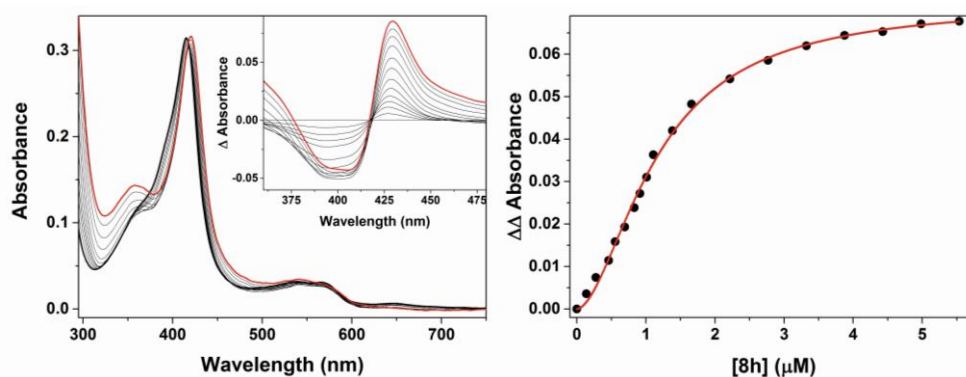 Absorbance
0.3
0.2
0.1
0.0
300 400 500 600 700
Wavelength (nm)
Δ Absorbance
0.05
0.00
-0.05
360 375 400 425 450 475
Wavelength (nm)
ΔΔ Absorbance
0.06
0.05
0.04
0.03
0.02
0.01
0.00
0 1 2 3 4 5
[8h] (μM)